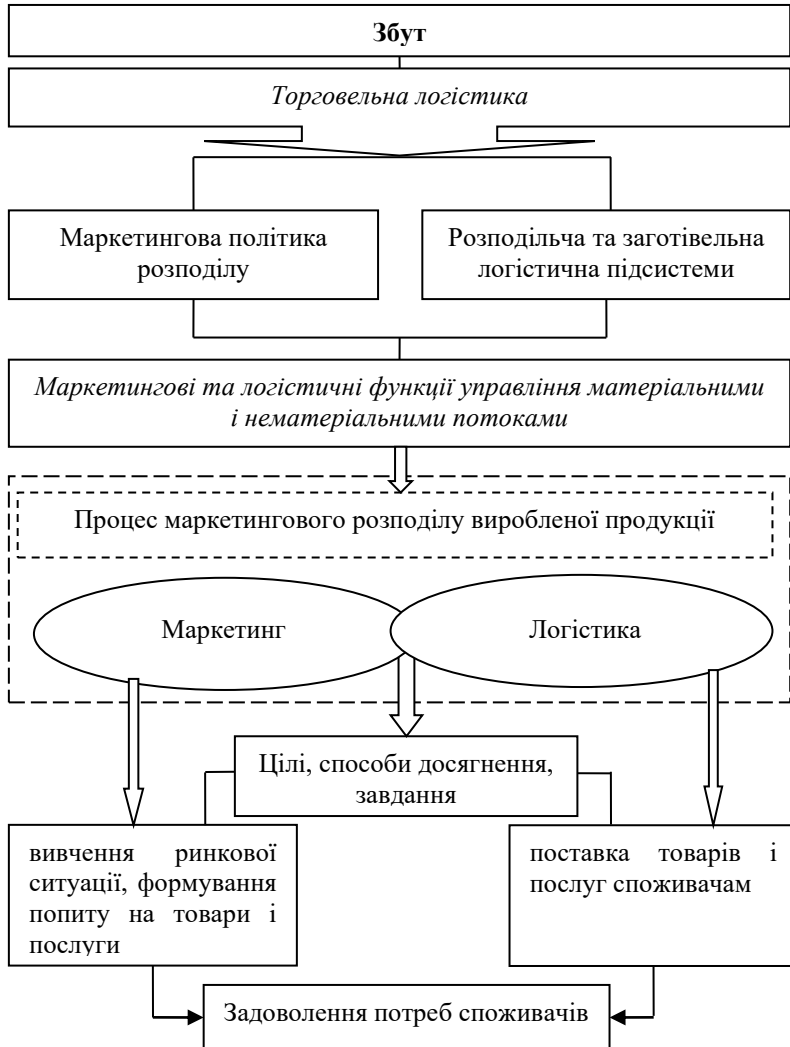 Збут
Торговельна логістика
Маркетингова політика
розподілу
Розподільча та заготівельна
логістична підсистеми
Маркетингові та логістичні функції управління матеріальними
і нематеріальними потоками
Процес маркетингового розподілу виробленої продукції
Маркетинг
Логістика
Цілі, способи досягнення,
завдання
вивчення ринкової
ситуації, формування
попиту на товари і
послуги
поставка товарів і
послуг споживачам
Задоволення потреб споживачів